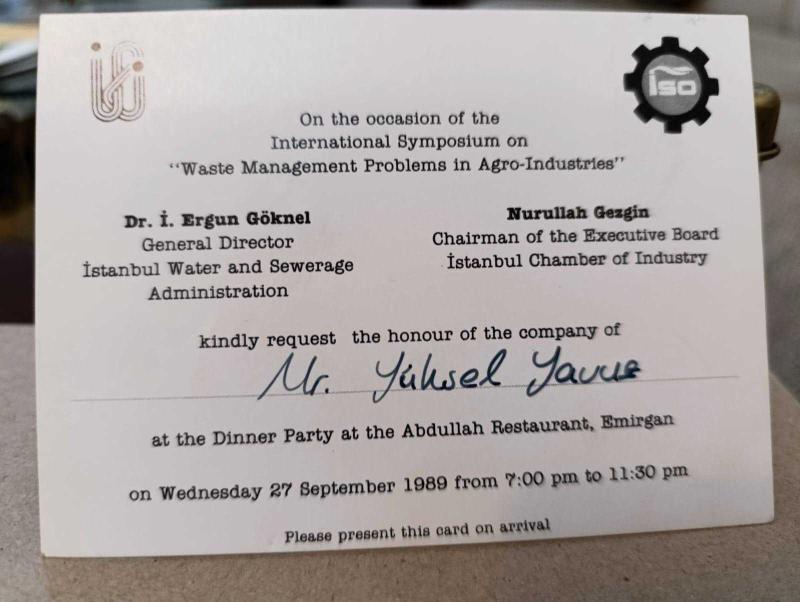 iSO
On the occasion of the
International Symposium on
"Waste Management Problems in Agro-Industries"
Dr. İ. Ergun Göknel
General Director
İstanbul Water and Sewerage
Administration
Nurullah Gezgin
Chairman of the Executive Board
İstanbul Chamber of Industry
kindly request the honour of the company of
Mr. Yüksel Yavuz
at the Dinner Party at the Abdullah Restaurant, Emirgan
on Wednesday 27 September 1989 from 7:00 pm to 11:30 pm
Please present this card on arrival